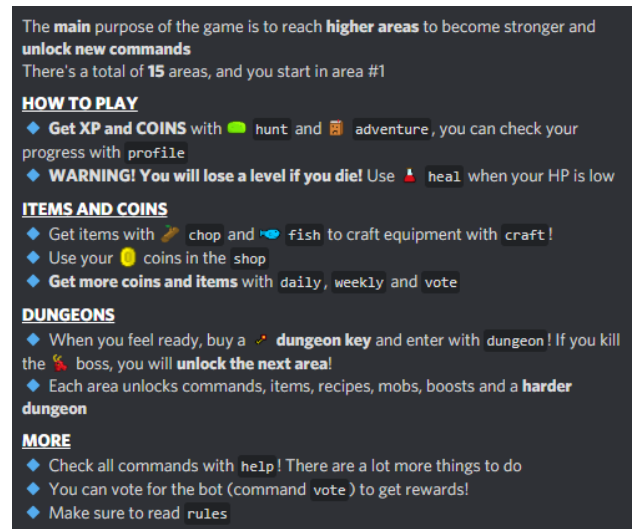 The main purpose of the game is to reach higher areas to become stronger and
unlock new commands
There's a total of 15 areas, and you start in area #1
HOW TO PLAY
Get XP and COINS with hunt and adventure, you can check your
progress with profile
WARNING! You will lose a level if you die! Use heal when your HP is low
ITEMS AND COINS
Get items with chop and fish to craft equipment with craft!
Use your coins in the shop
Get more coins and items with daily, weekly and vote
DUNGEONS
When you feel ready, buy a dungeon key and enter with dungeon! If you kill
the boss, you will unlock the next area!
Each area unlocks commands, items, recipes, mobs, boosts and a harder
dungeon
MORE
Check all commands with help! There are a lot more things to do
You can vote for the bot (command vote) to get rewards!
Make sure to read rules